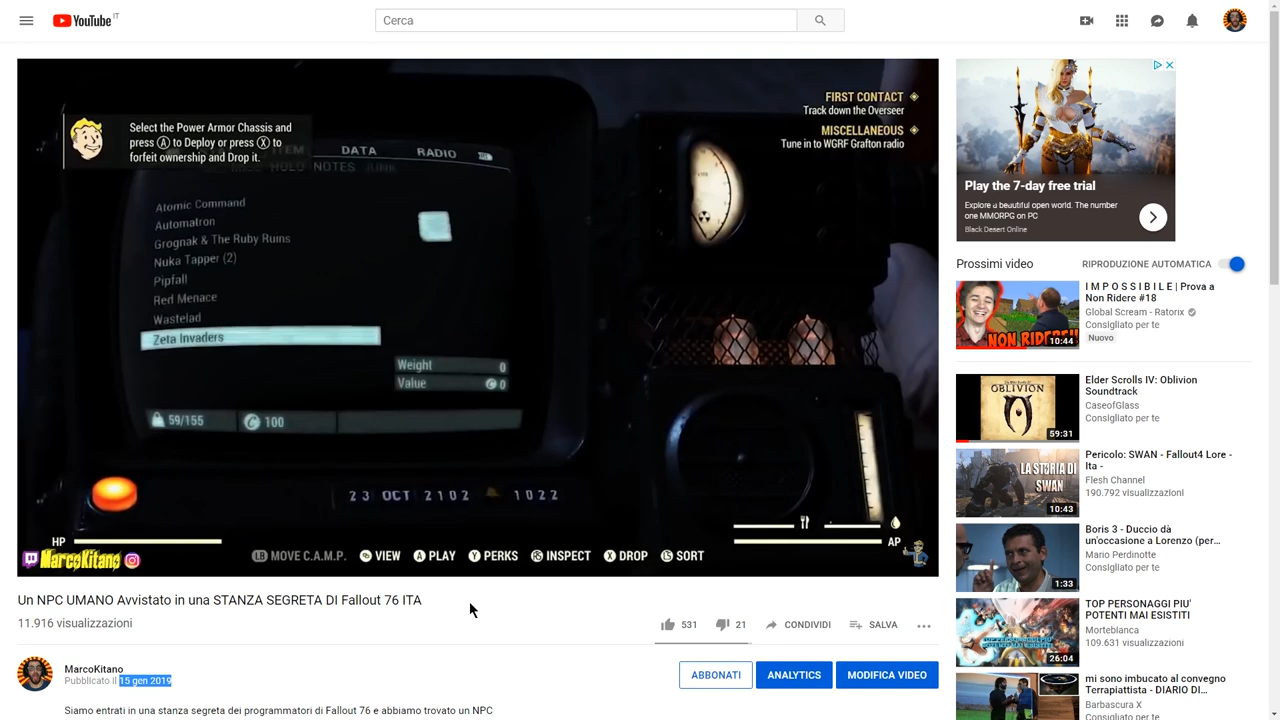 YouTube IT
Cerca
Select the Power Armor Chassis and
press (A) to Deploy or press (X) to
forfeit ownership and Drop it.
FIRST CONTACT
Track down the Overseer
MISCELLANEOUS
Tune in to WGRF Grafton radio
ITEM DATA RADIO
HOLO NOTES JUNK
Atomic Command
Automatron
Grognak & The Ruby Ruins
Nuka Tapper (2)
Pipfall
Red Menace
Wastelad
Zeta Invaders
Weight 0
Value 0
59/155 100
23 OCT 2102 1022
HP
AP
MarcoKitano
LB MOVE C.A.M.P. VIEW A PLAY Y PERKS RS INSPECT X DROP LS SORT
Un NPC UMANO Avvistato in una STANZA SEGRETA DI Fallout 76 ITA
11.916 visualizzazioni
531 21 CONDIVIDI SALVA
MarcoKitano
Pubblicato il 15 gen 2019
ABBONATI ANALYTICS MODIFICA VIDEO
Siamo entrati in una stanza segreta dei programmatori di Fallout 76 e abbiamo trovato un NPC
Play the 7-day free trial
Explore a beautiful open world. The number
one MMORPG on PC
Black Desert Online
Prossimi video RIPRODUZIONE AUTOMATICA
NON RIDERE!!
10:44
I M P O S S I B I L E | Prova a
Non Ridere #18
Global Scream - Ratorix
Consigliato per te
Nuovo
OBLIVION
59:31
Elder Scrolls IV: Oblivion
Soundtrack
CaseofGlass
Consigliato per te
LA STORIA DI
SWAN
10:43
Pericolo: SWAN - Fallout4 Lore -
Ita -
Flesh Channel
190.792 visualizzazioni
1:33
Boris 3 - Duccio dà
un'occasione a Lorenzo (per...
Mario Perdinotte
Consigliato per te
26:04
TOP PERSONAGGI PIU'
POTENTI MAI ESISTITI
Morteblanca
109.631 visualizzazioni
mi sono imbucato al convegno
Terrapiattista - DIARIO DI...
Barbascura X
Consigliato per te